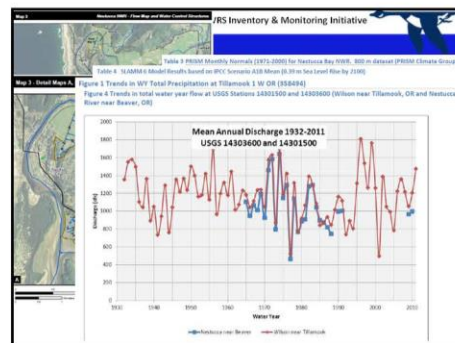 Map 2
Nestucca NWR - Flow Map and Water Control Structures
VRS Inventory & Monitoring Initiative
Table 3 PRISM Monthly Normals (1971-2000) for Nestucca Bay NWR. 800 m dataset (PRISM Climate Group
Table 4 SLAMM 6 Model Results based on IPCC Scenario A1B Mean (0.39 m Sea Level Rise by 2100)
Map 3 - Detail Maps A,
Figure 1 Trends in WY Total Precipitation at Tillamook 1 W OR (358494)
Figure 4 Trends in total water year flow at USGS Stations 14301500 and 14303600 (Wilson near Tillamook, OR and Nestucca
River near Beaver, OR)
Mean Annual Discharge 1932-2011
USGS 14303600 and 14301500
Discharge (cfs)
1800
1600
1400
1200
1000
800
600
400
200
0
1930 1940 1950 1960 1970 1980 1990 2000 2010
Water Year
Nestucca near Beaver
Wilson near Tillamook